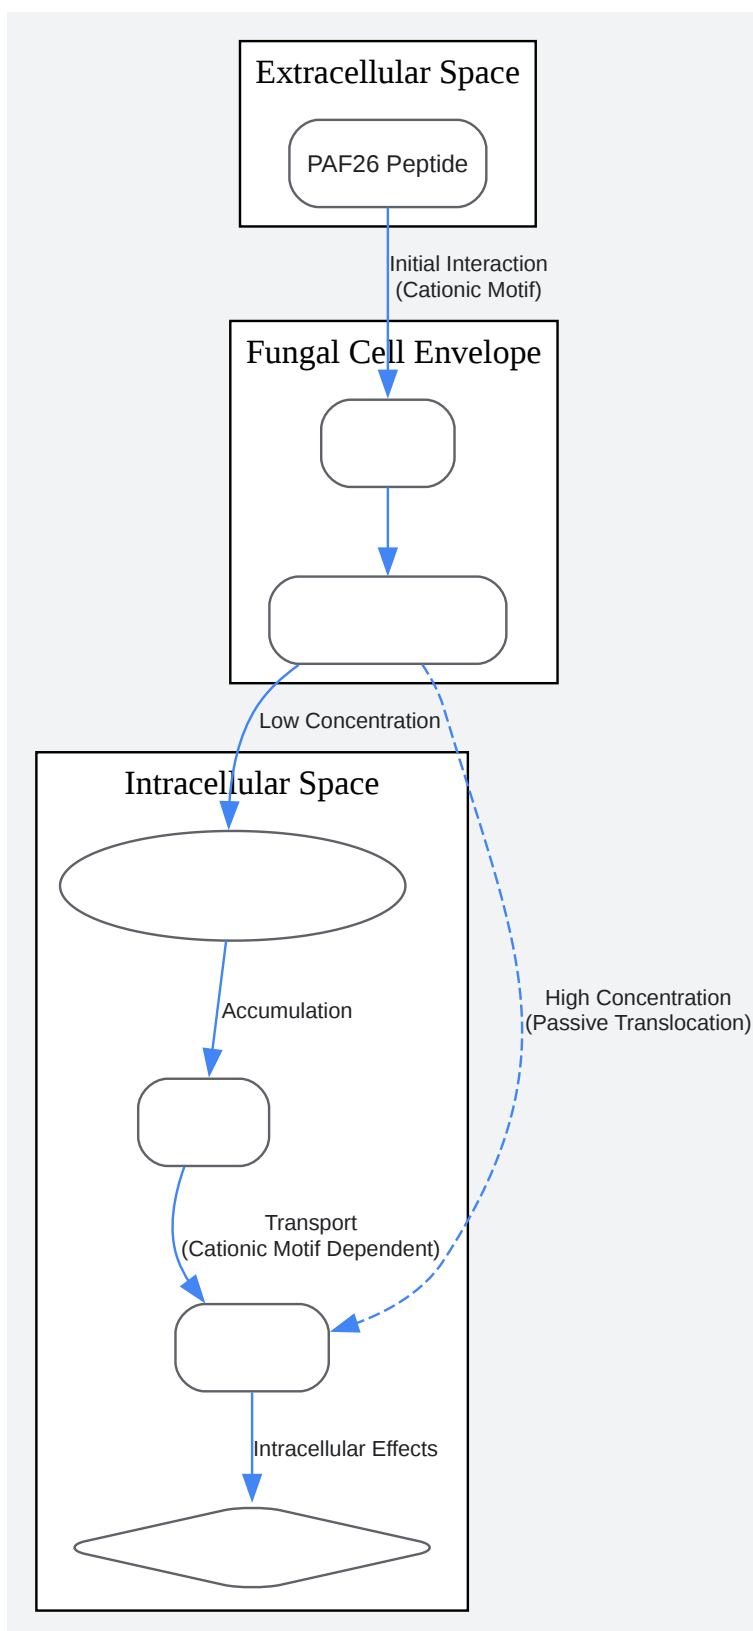 Extracellular Space
PAF26 Peptide
Initial Interaction
(Cationic Motif)
Fungal Cell Envelope
Low Concentration
Intracellular Space
Accumulation
High Concentration
(Passive Translocation)
Transport
(Cationic Motif Dependent)
Intracellular Effects